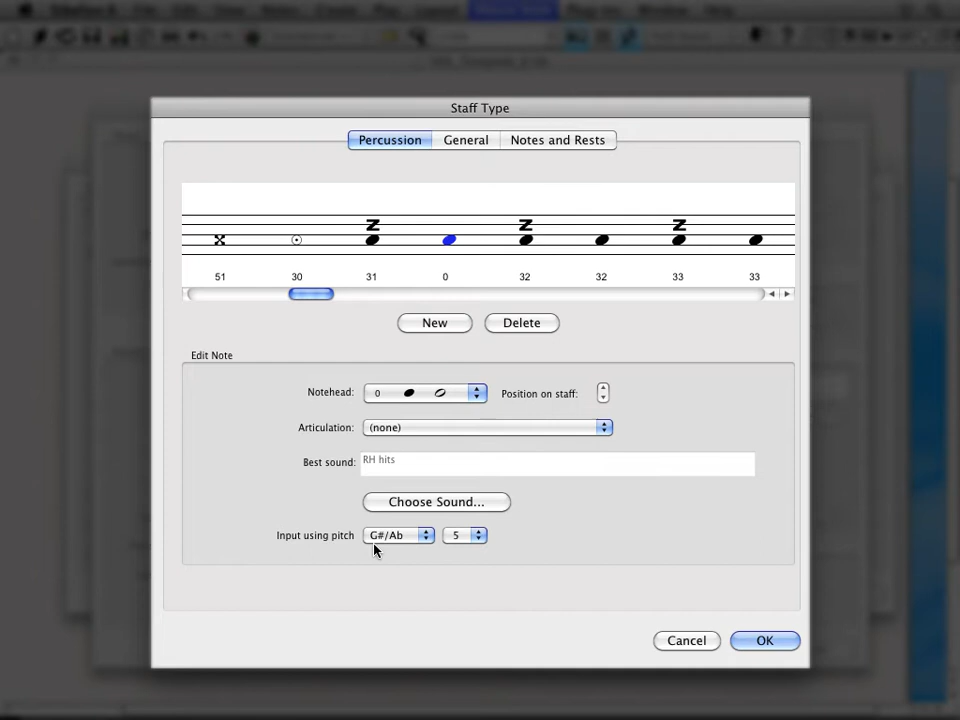 Staff Type
Percussion General Notes and Rests
z z z
51 30 31 0 32 32 33 33
New Delete
Edit Note
Notehead: 0 Position on staff:
Articulation: (none)
Best sound: RH hits
Choose Sound...
Input using pitch G#/Ab 5
Cancel OK